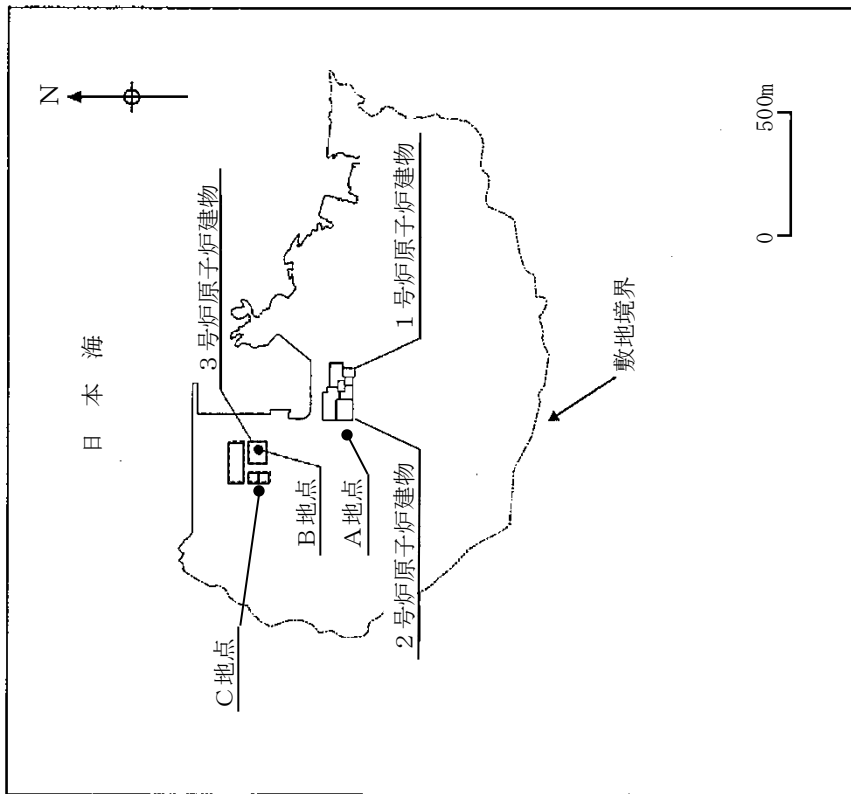 N
日本海
3号炉原子炉建物
1号炉原子炉建物
C地点
B地点
A地点
2号炉原子炉建物
敷地境界
0 500m